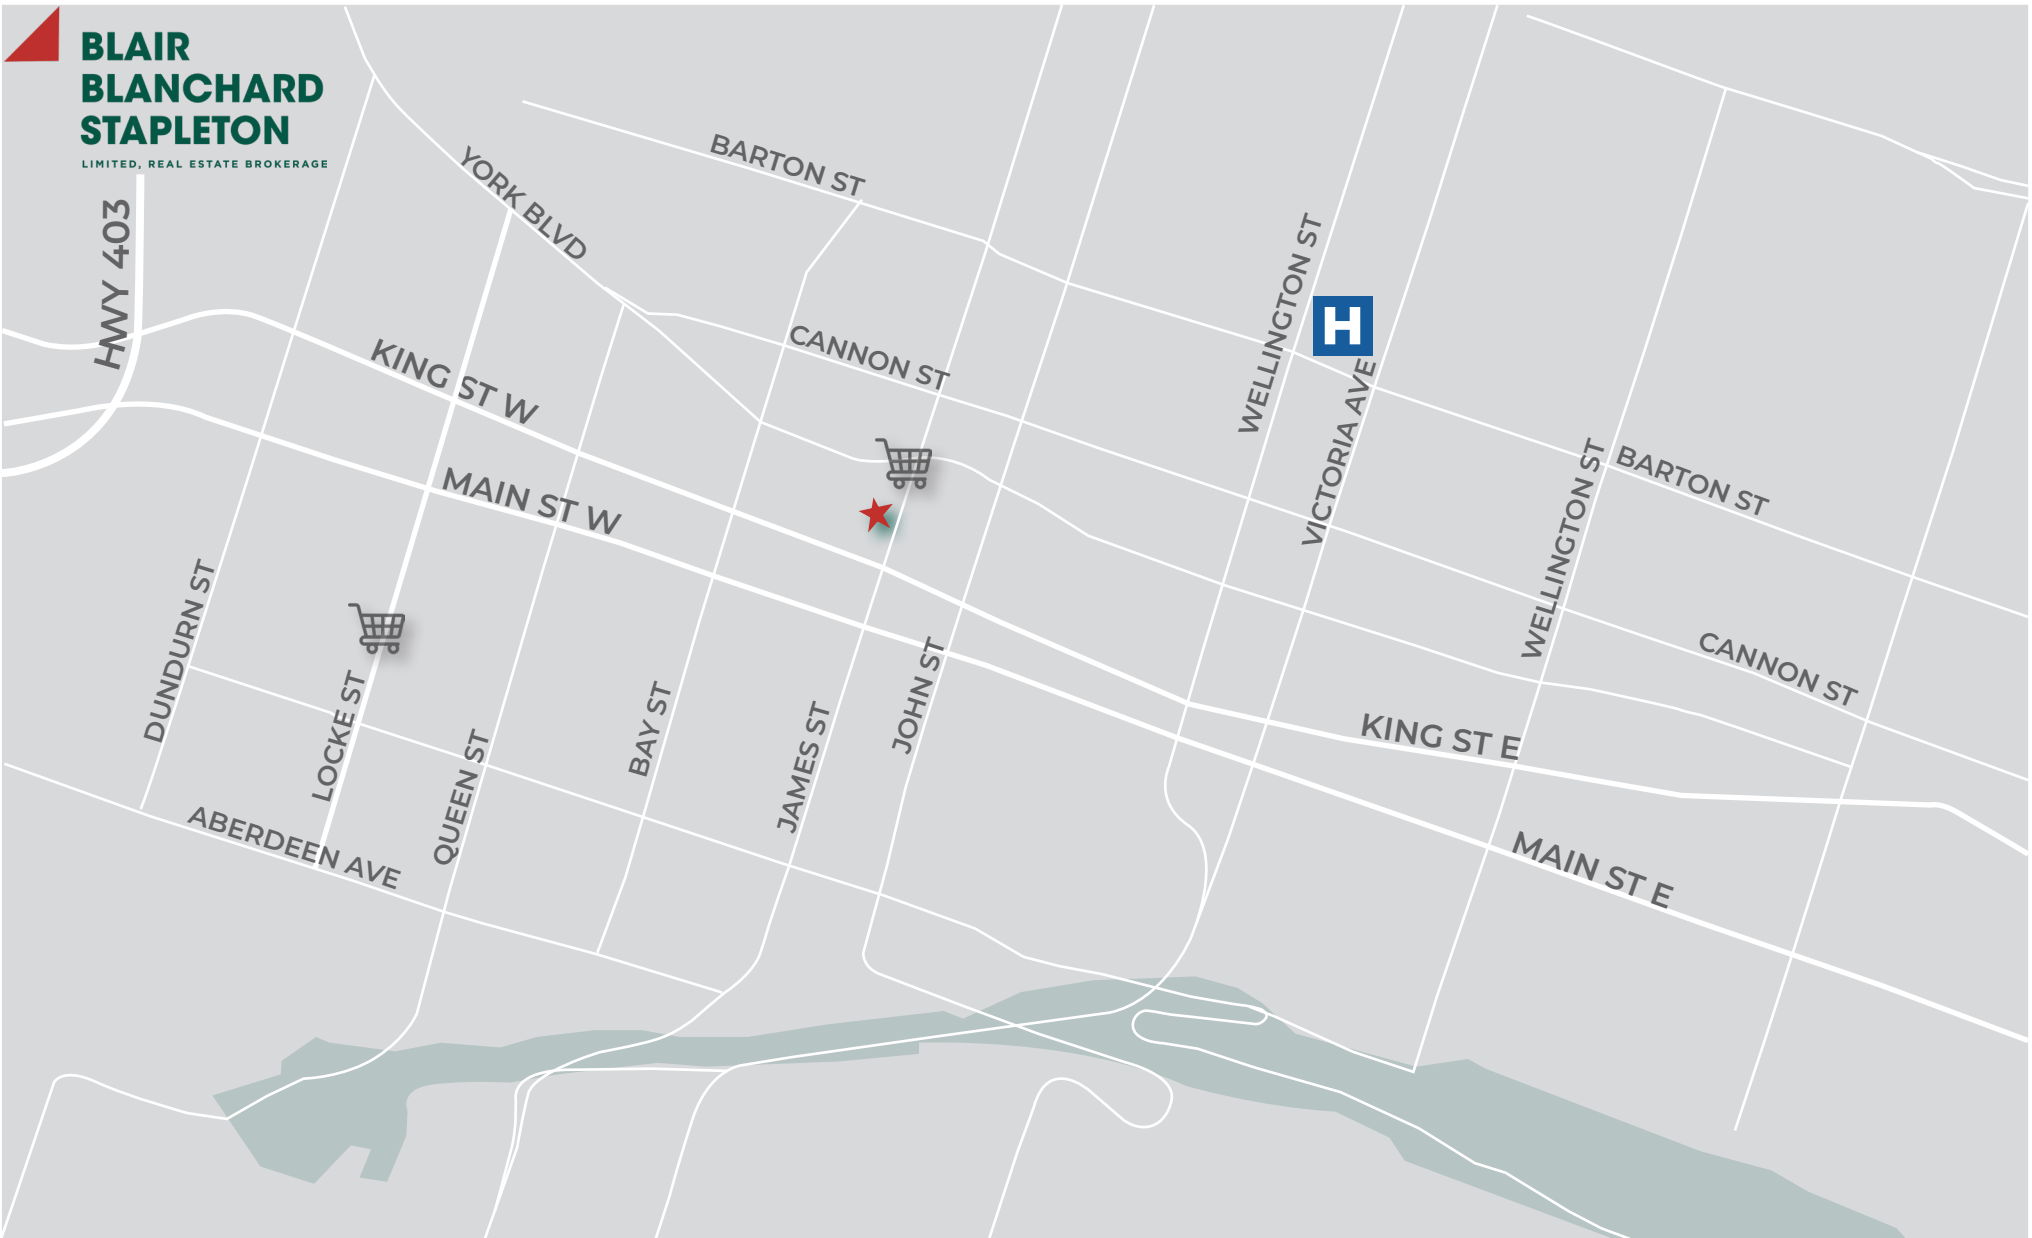 BLAIR
BLANCHARD
STAPLETON
LIMITED, REAL ESTATE BROKERAGE
HWY 403
YORK BLVD
BARTON ST
CANNON ST
KING ST W
MAIN ST W
WELLINGTON ST
H
VICTORIA AVE
WELLINGTON ST
BARTON ST
CANNON ST
DUNDURN ST
LOCKE ST
QUEEN ST
BAY ST
JAMES ST
JOHN ST
KING ST E
MAIN ST E
ABERDEEN AVE